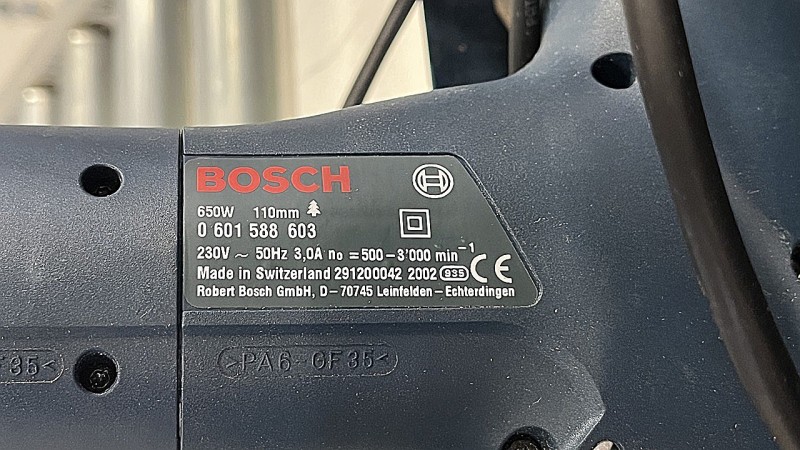 BOSCH
650W 110mm
0 601 588 603
230V ~ 50Hz 3,0A no = 500 – 3'000 min⁻¹
Made in Switzerland 291200042 2002 935 CE
Robert Bosch GmbH, D – 70745 Leinfelden – Echterdingen
F35<
>PA6-GF35<